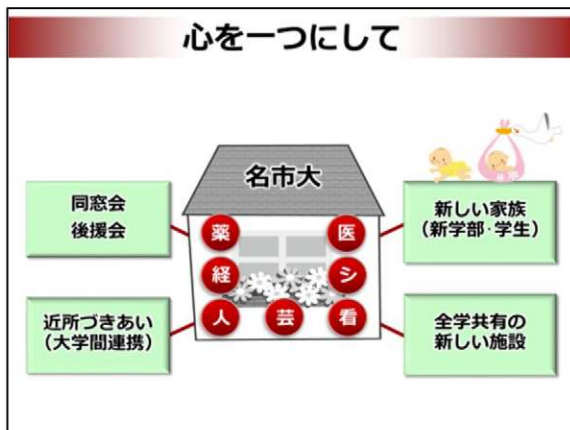 心を一つにして
名市大
同窓会
後援会
新しい家族
（新学部･学生）
薬
医
経
シ
人
芸
看
近所づきあい
（大学間連携）
全学共有の
新しい施設